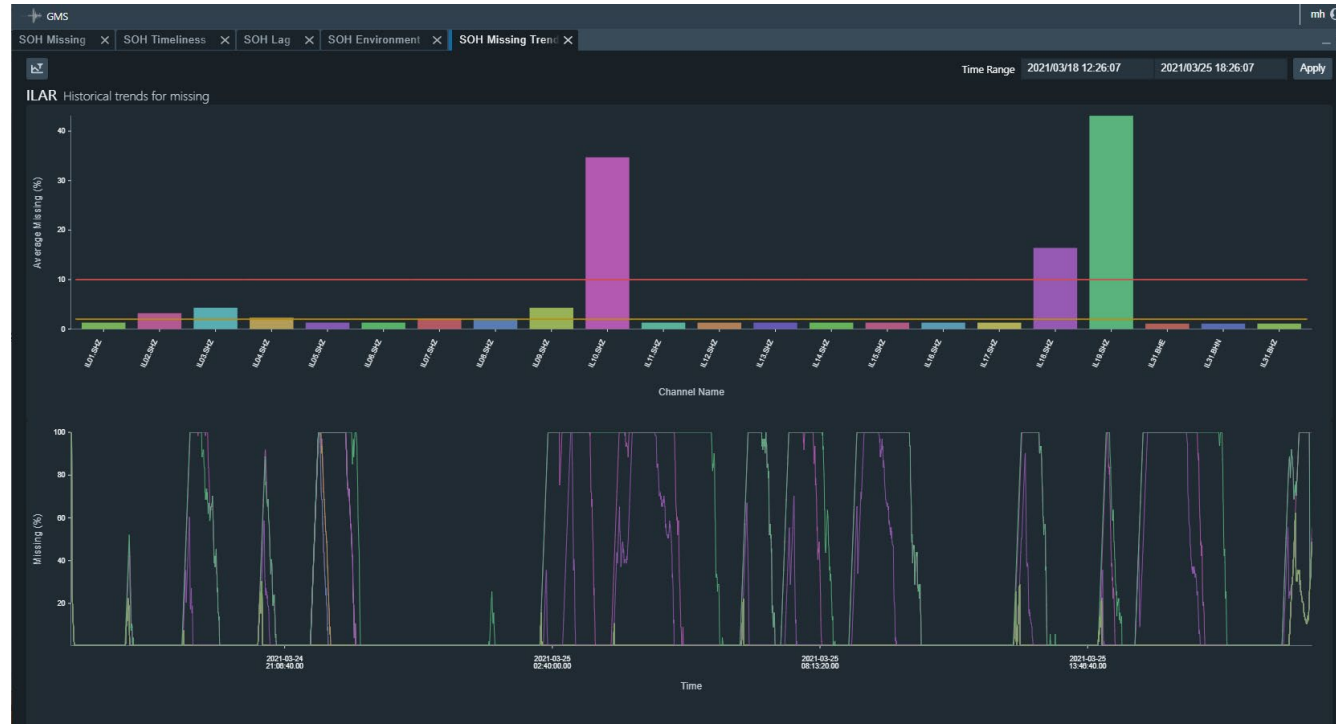 GMS
mh
SOH Missing
SOH Timeliness
SOH Lag
SOH Environment
SOH Missing Trend
Time Range 2021/03/18 12:26:07 2021/03/25 18:26:07 Apply
ILAR Historical trends for missing
Average Missing (%)
40
30
20
10
0
IL01.SHZ
IL02.SHZ
IL03.SHZ
IL04.SHZ
IL05.SHZ
IL06.SHZ
IL07.SHZ
IL08.SHZ
IL09.SHZ
IL10.SHZ
IL11.SHZ
IL12.SHZ
IL13.SHZ
IL14.SHZ
IL15.SHZ
IL16.SHZ
IL17.SHZ
IL18.SHZ
IL19.SHZ
IL31.BHE
IL31.BHN
IL31.BHZ
Channel Name
Missing (%)
100
80
60
40
20
2021-03-24
21:06:40.00
2021-03-25
02:40:00.00
2021-03-25
08:13:20.00
2021-03-25
13:46:40.00
Time